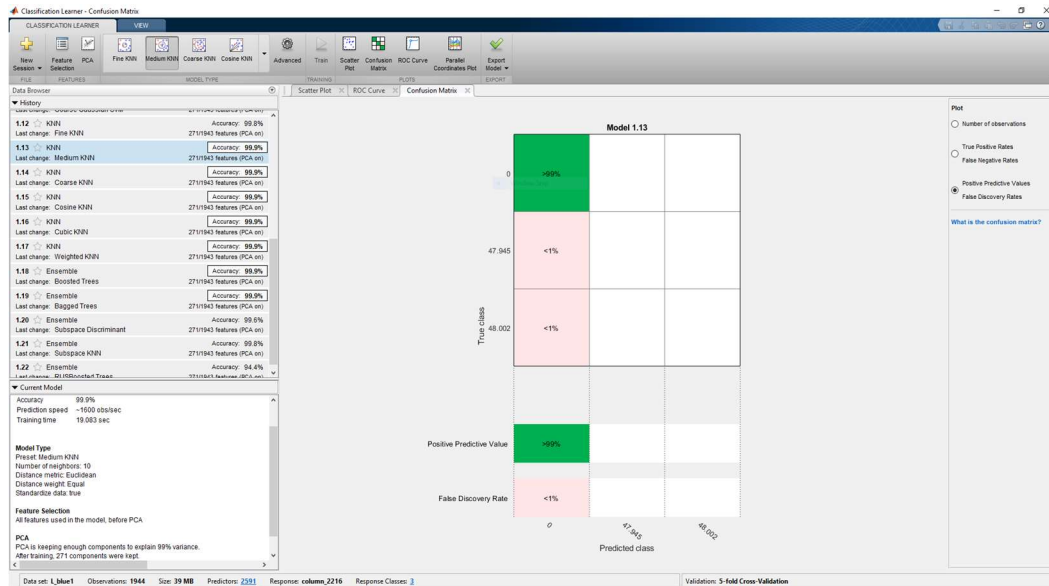 Classification Learner - Confusion Matrix
CLASSIFICATION LEARNER VIEW
New Session
Feature Selection
PCA
Fine KNN
Medium KNN
Coarse KNN
Cosine KNN
Advanced
Train
Scatter Plot
Confusion Matrix
ROC Curve
Parallel Coordinates Plot
Export Model
FILE FEATURES MODEL TYPE TRAINING PLOTS EXPORT
Data Browser
History
1.12 KNN Accuracy: 99.8%
Last change: Fine KNN 271/1943 features (PCA on)
1.13 KNN Accuracy: 99.9%
Last change: Medium KNN 271/1943 features (PCA on)
1.14 KNN Accuracy: 99.9%
Last change: Coarse KNN 271/1943 features (PCA on)
1.15 KNN Accuracy: 99.9%
Last change: Cosine KNN 271/1943 features (PCA on)
1.16 KNN Accuracy: 99.9%
Last change: Cubic KNN 271/1943 features (PCA on)
1.17 KNN Accuracy: 99.9%
Last change: Weighted KNN 271/1943 features (PCA on)
1.18 Ensemble Accuracy: 99.9%
Last change: Boosted Trees 271/1943 features (PCA on)
1.19 Ensemble Accuracy: 99.9%
Last change: Bagged Trees 271/1943 features (PCA on)
1.20 Ensemble Accuracy: 99.6%
Last change: Subspace Discriminant 271/1943 features (PCA on)
1.21 Ensemble Accuracy: 99.8%
Last change: Subspace KNN 271/1943 features (PCA on)
1.22 Ensemble Accuracy: 94.4%
Last change: RUSBoosted Trees 271/1943 features (PCA on)
Current Model
Accuracy 99.9%
Prediction speed ~1600 obs/sec
Training time 19.083 sec
Model Type
Preset: Medium KNN
Number of neighbors: 10
Distance metric: Euclidean
Distance weight: Equal
Standardize data: true
Feature Selection
All features used in the model, before PCA
PCA
PCA is keeping enough components to explain 99% variance.
After training, 271 components were kept.
Scatter Plot ROC Curve Confusion Matrix
Model 1.13
0 >99%
47.945 <1%
48.002 <1%
True class
Positive Predictive Value >99%
False Discovery Rate <1%
0 47.945 48.002
Predicted class
Plot
Number of observations
True Positive Rates
False Negative Rates
Positive Predictive Values
False Discovery Rates
What is the confusion matrix?
Data set: L_blue1 Observations: 1944 Size: 39 MB Predictors: 2591 Response: column_2216 Response Classes: 3 Validation: 5-fold Cross-Validation